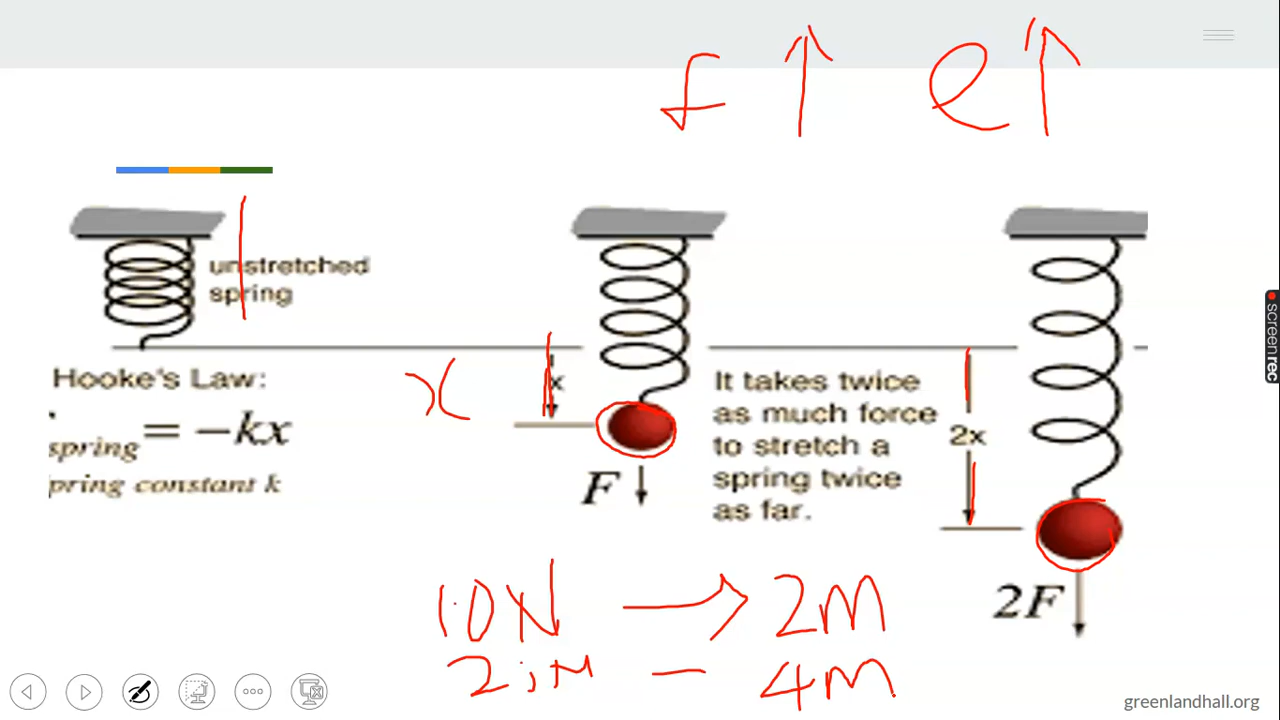 F ↑ e ↑
unstretched
spring
Hooke's Law:
spring = -kx
pring constant k
x
x
F
It takes twice
as much force
to stretch a
spring twice
as far.
2x
2F
10N → 2M
— 4M
greenlandhall.org
screenrec